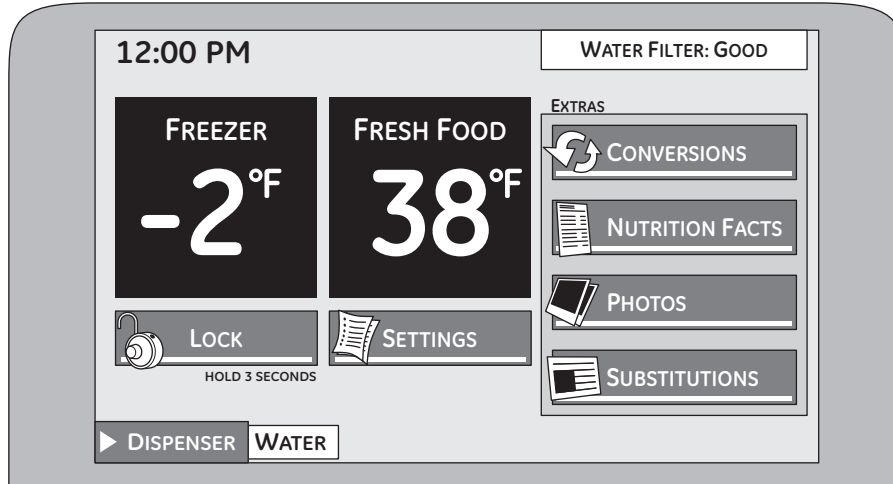 12:00 PM
WATER FILTER: GOOD
FREEZER
-2°F
FRESH FOOD
38°F
EXTRAS
CONVERSIONS
NUTRITION FACTS
PHOTOS
SUBSTITUTIONS
LOCK
HOLD 3 SECONDS
SETTINGS
DISPENSER
WATER